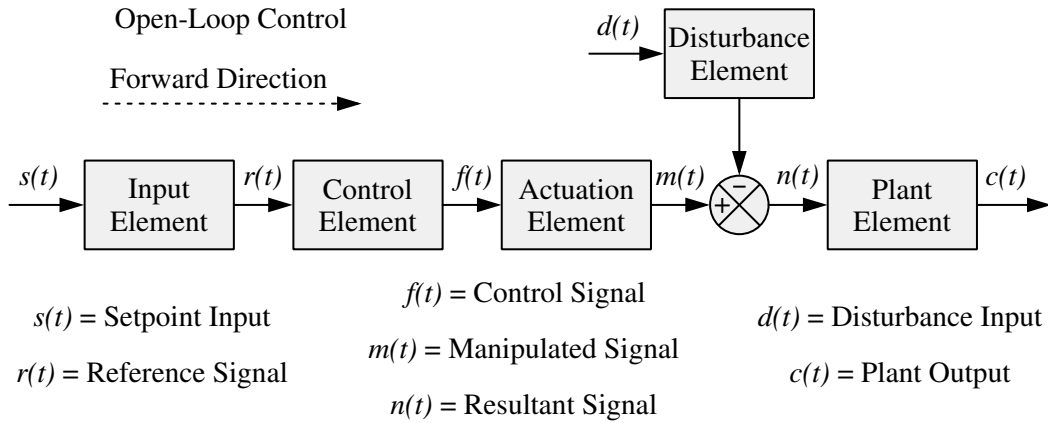 Open-Loop Control
d(t)
Disturbance
Element
Forward Direction
s(t)
Input
Element
r(t)
Control
Element
f(t)
Actuation
Element
m(t)
+
−
n(t)
Plant
Element
c(t)
s(t) = Setpoint Input
r(t) = Reference Signal
f(t) = Control Signal
m(t) = Manipulated Signal
n(t) = Resultant Signal
d(t) = Disturbance Input
c(t) = Plant Output